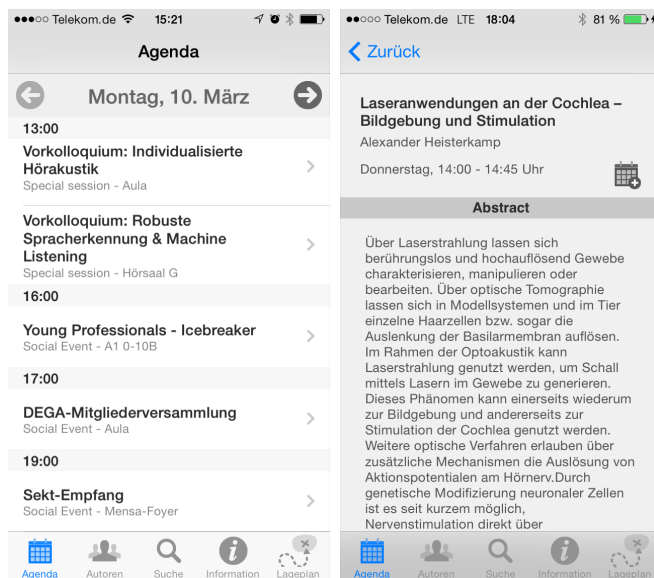 Telekom.de 15:21
Agenda
Montag, 10. März
13:00
Vorkolloquium: Individualisierte
Hörakustik
Special session - Aula
Vorkolloquium: Robuste
Spracherkennung & Machine
Listening
Special session - Hörsaal G
16:00
Young Professionals - Icebreaker
Social Event - A1 0-10B
17:00
DEGA-Mitgliederversammlung
Social Event - Aula
19:00
Sekt-Empfang
Social Event - Mensa-Foyer
Agenda Autoren Suche Information Lageplan
Telekom.de LTE 18:04 81 %
Zurück
Laseranwendungen an der Cochlea –
Bildgebung und Stimulation
Alexander Heisterkamp
Donnerstag, 14:00 - 14:45 Uhr
Abstract
Über Laserstrahlung lassen sich
berührungslos und hochauflösend Gewebe
charakterisieren, manipulieren oder
bearbeiten. Über optische Tomographie
lassen sich in Modellsystemen und im Tier
einzelne Haarzellen bzw. sogar die
Auslenkung der Basilarmembran auflösen.
Im Rahmen der Optoakustik kann
Laserstrahlung genutzt werden, um Schall
mittels Lasern im Gewebe zu generieren.
Dieses Phänomen kann einerseits wiederum
zur Bildgebung und andererseits zur
Stimulation der Cochlea genutzt werden.
Weitere optische Verfahren erlauben über
zusätzliche Mechanismen die Auslösung von
Aktionspotentialen am Hörnerv.Durch
genetische Modifizierung neuronaler Zellen
ist es seit kurzem möglich,
Nervenstimulation direkt über
Agenda Autoren Suche Information Lageplan